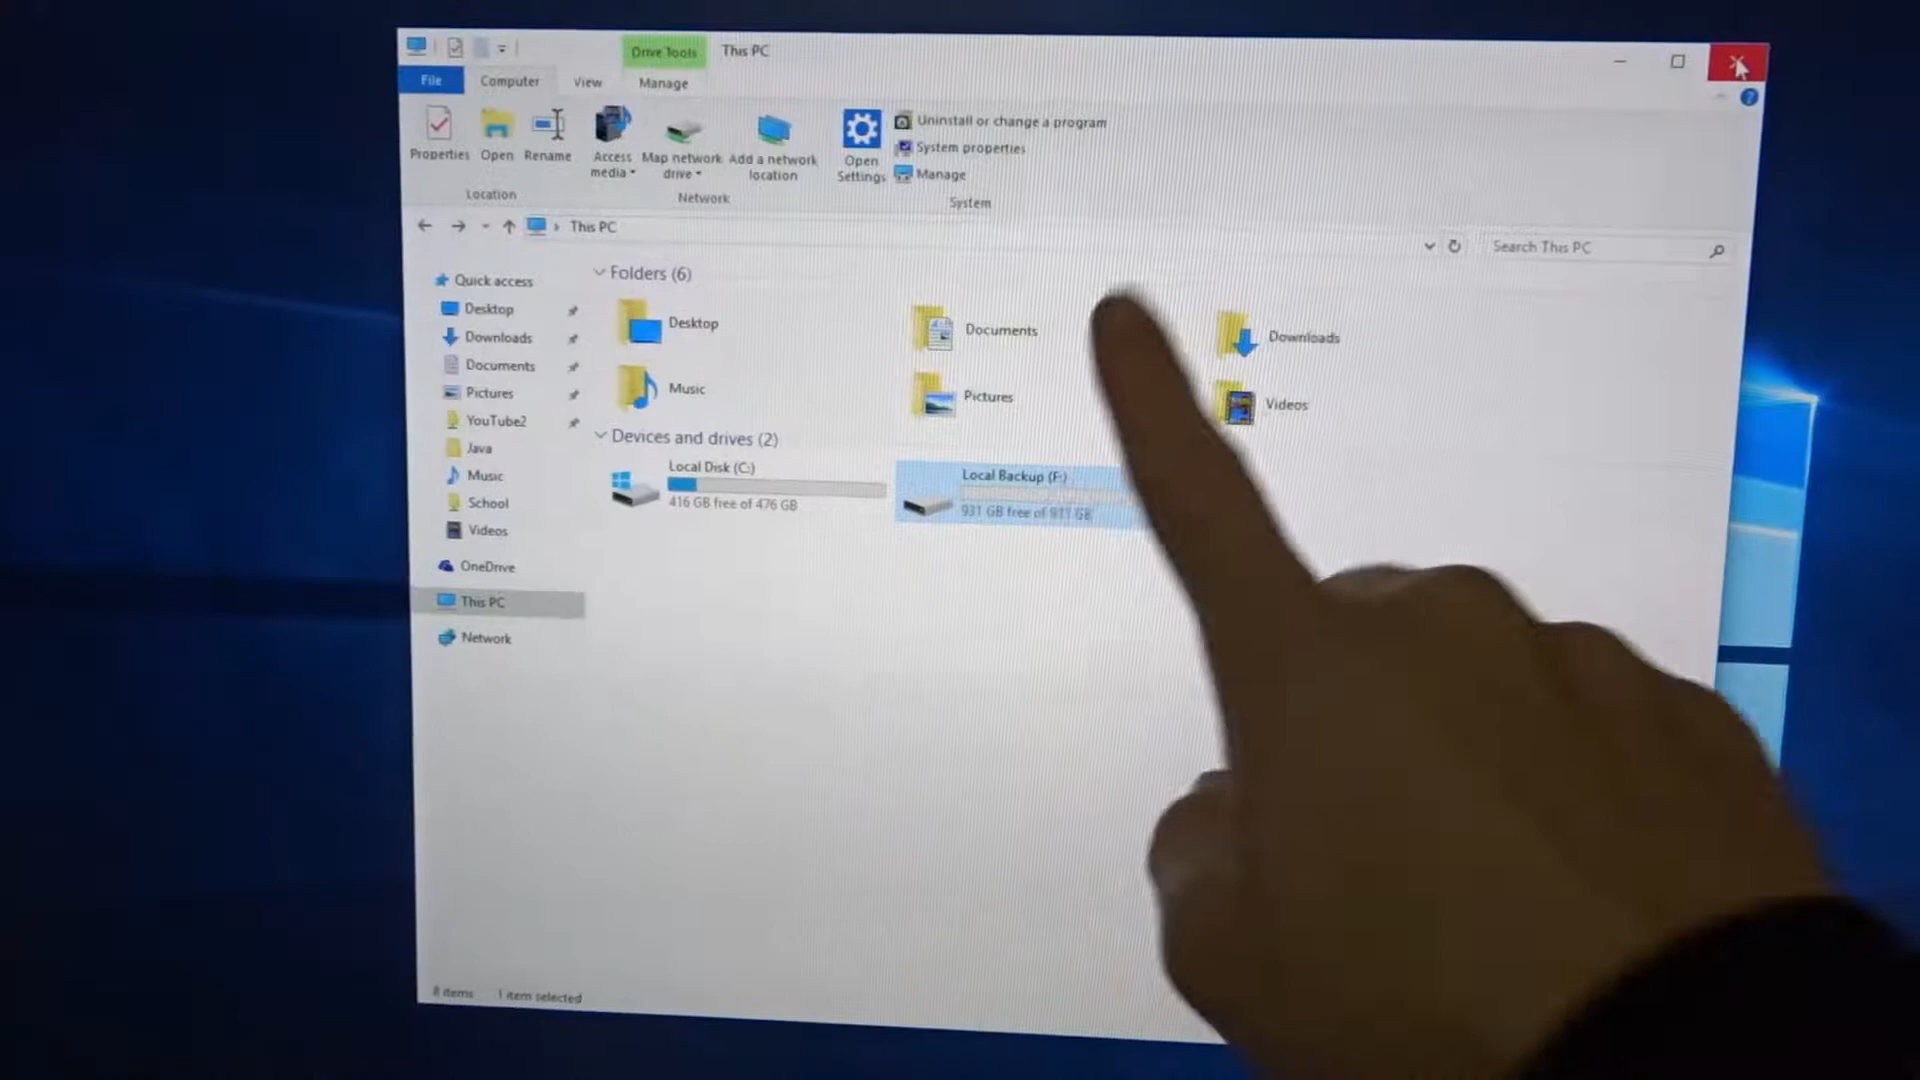 Drive Tools This PC
File Computer View Manage
Properties Open Rename Access media Map network drive Add a network location Open Settings
Uninstall or change a program
System properties
Manage
Location Network System
This PC Search This PC
Quick access
Desktop
Downloads
Documents
Pictures
YouTube2
Java
Music
School
Videos
OneDrive
This PC
Network
Folders (6)
Desktop Documents Downloads
Music Pictures Videos
Devices and drives (2)
Local Disk (C:)
416 GB free of 476 GB
Local Backup (F:)
931 GB free of 931 GB
8 items 1 item selected